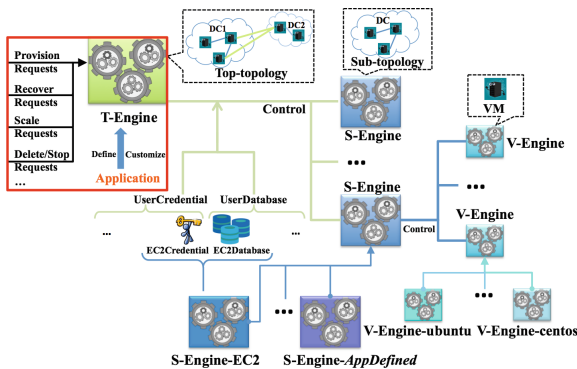 Provision
Requests
Recover
Requests
Scale
Requests
Delete/Stop
Requests
...
T-Engine
Define
Customize
Application
DC1
DC2
Top-topology
DC
Sub-topology
Control
S-Engine
...
S-Engine
Control
VM
V-Engine
...
V-Engine
UserCredential
UserDatabase
...
...
EC2Credential
EC2Database
...
S-Engine-EC2
S-Engine-AppDefined
...
V-Engine-ubuntu
V-Engine-centos